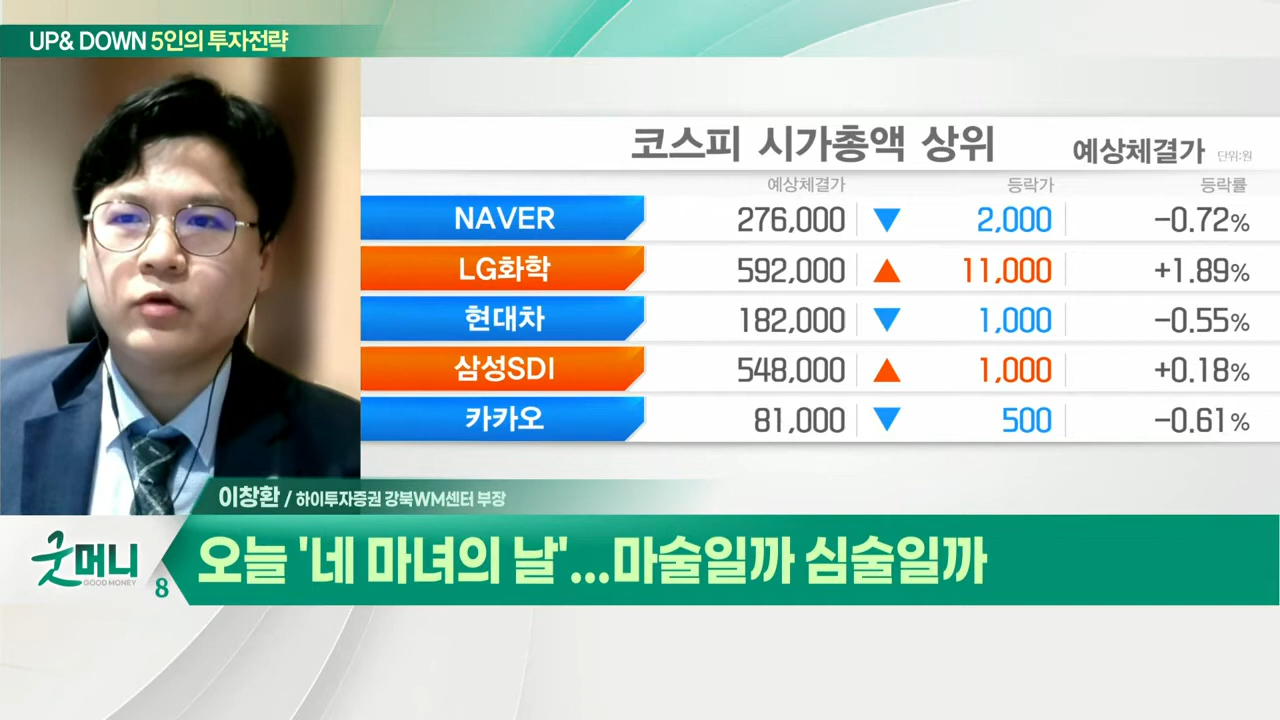 UP& DOWN 5인의 투자전략
코스피 시가총액 상위 예상체결가 단위:원
예상체결가 등락가 등락률
NAVER 276,000 ▼ 2,000 -0.72%
LG화학 592,000 ▲ 11,000 +1.89%
현대차 182,000 ▼ 1,000 -0.55%
삼성SDI 548,000 ▲ 1,000 +0.18%
카카오 81,000 ▼ 500 -0.61%
이창환 / 하이투자증권 강북WM센터 부장
굿머니 GOOD MONEY 8
오늘 '네 마녀의 날'...마술일까 심술일까